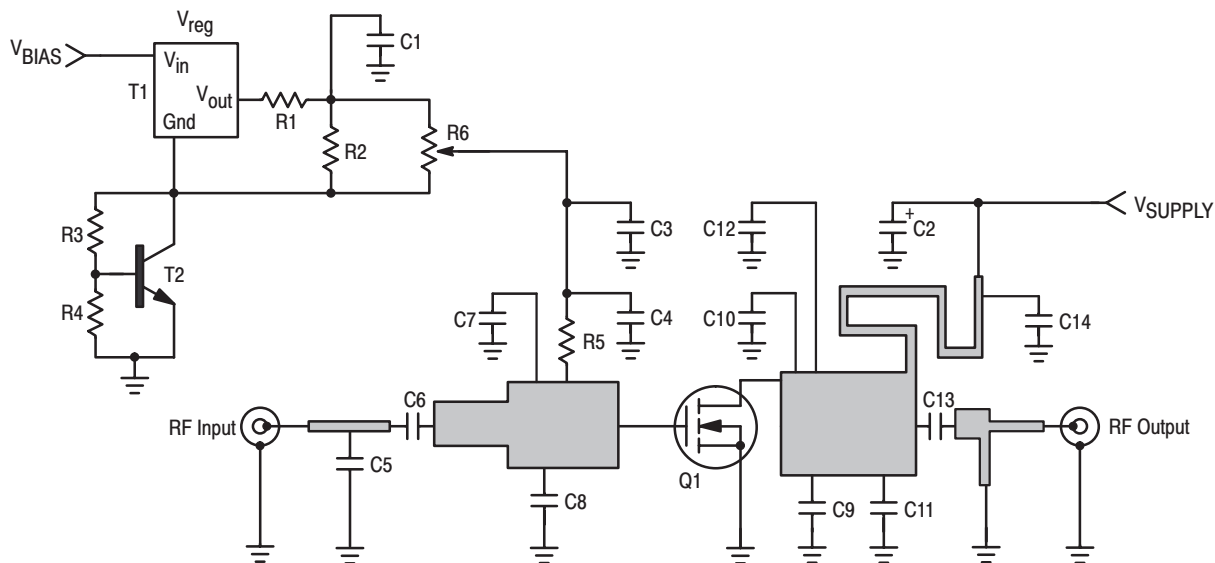 V_reg
V_BIAS
V_in
T1
V_out
Gnd
C1
R1
R2
R6
R3
T2
R4
C3
C12
+
C2
V_SUPPLY
C7
C4
C10
C14
R5
C6
C13
RF Input
RF Output
C5
C8
Q1
C9
C11